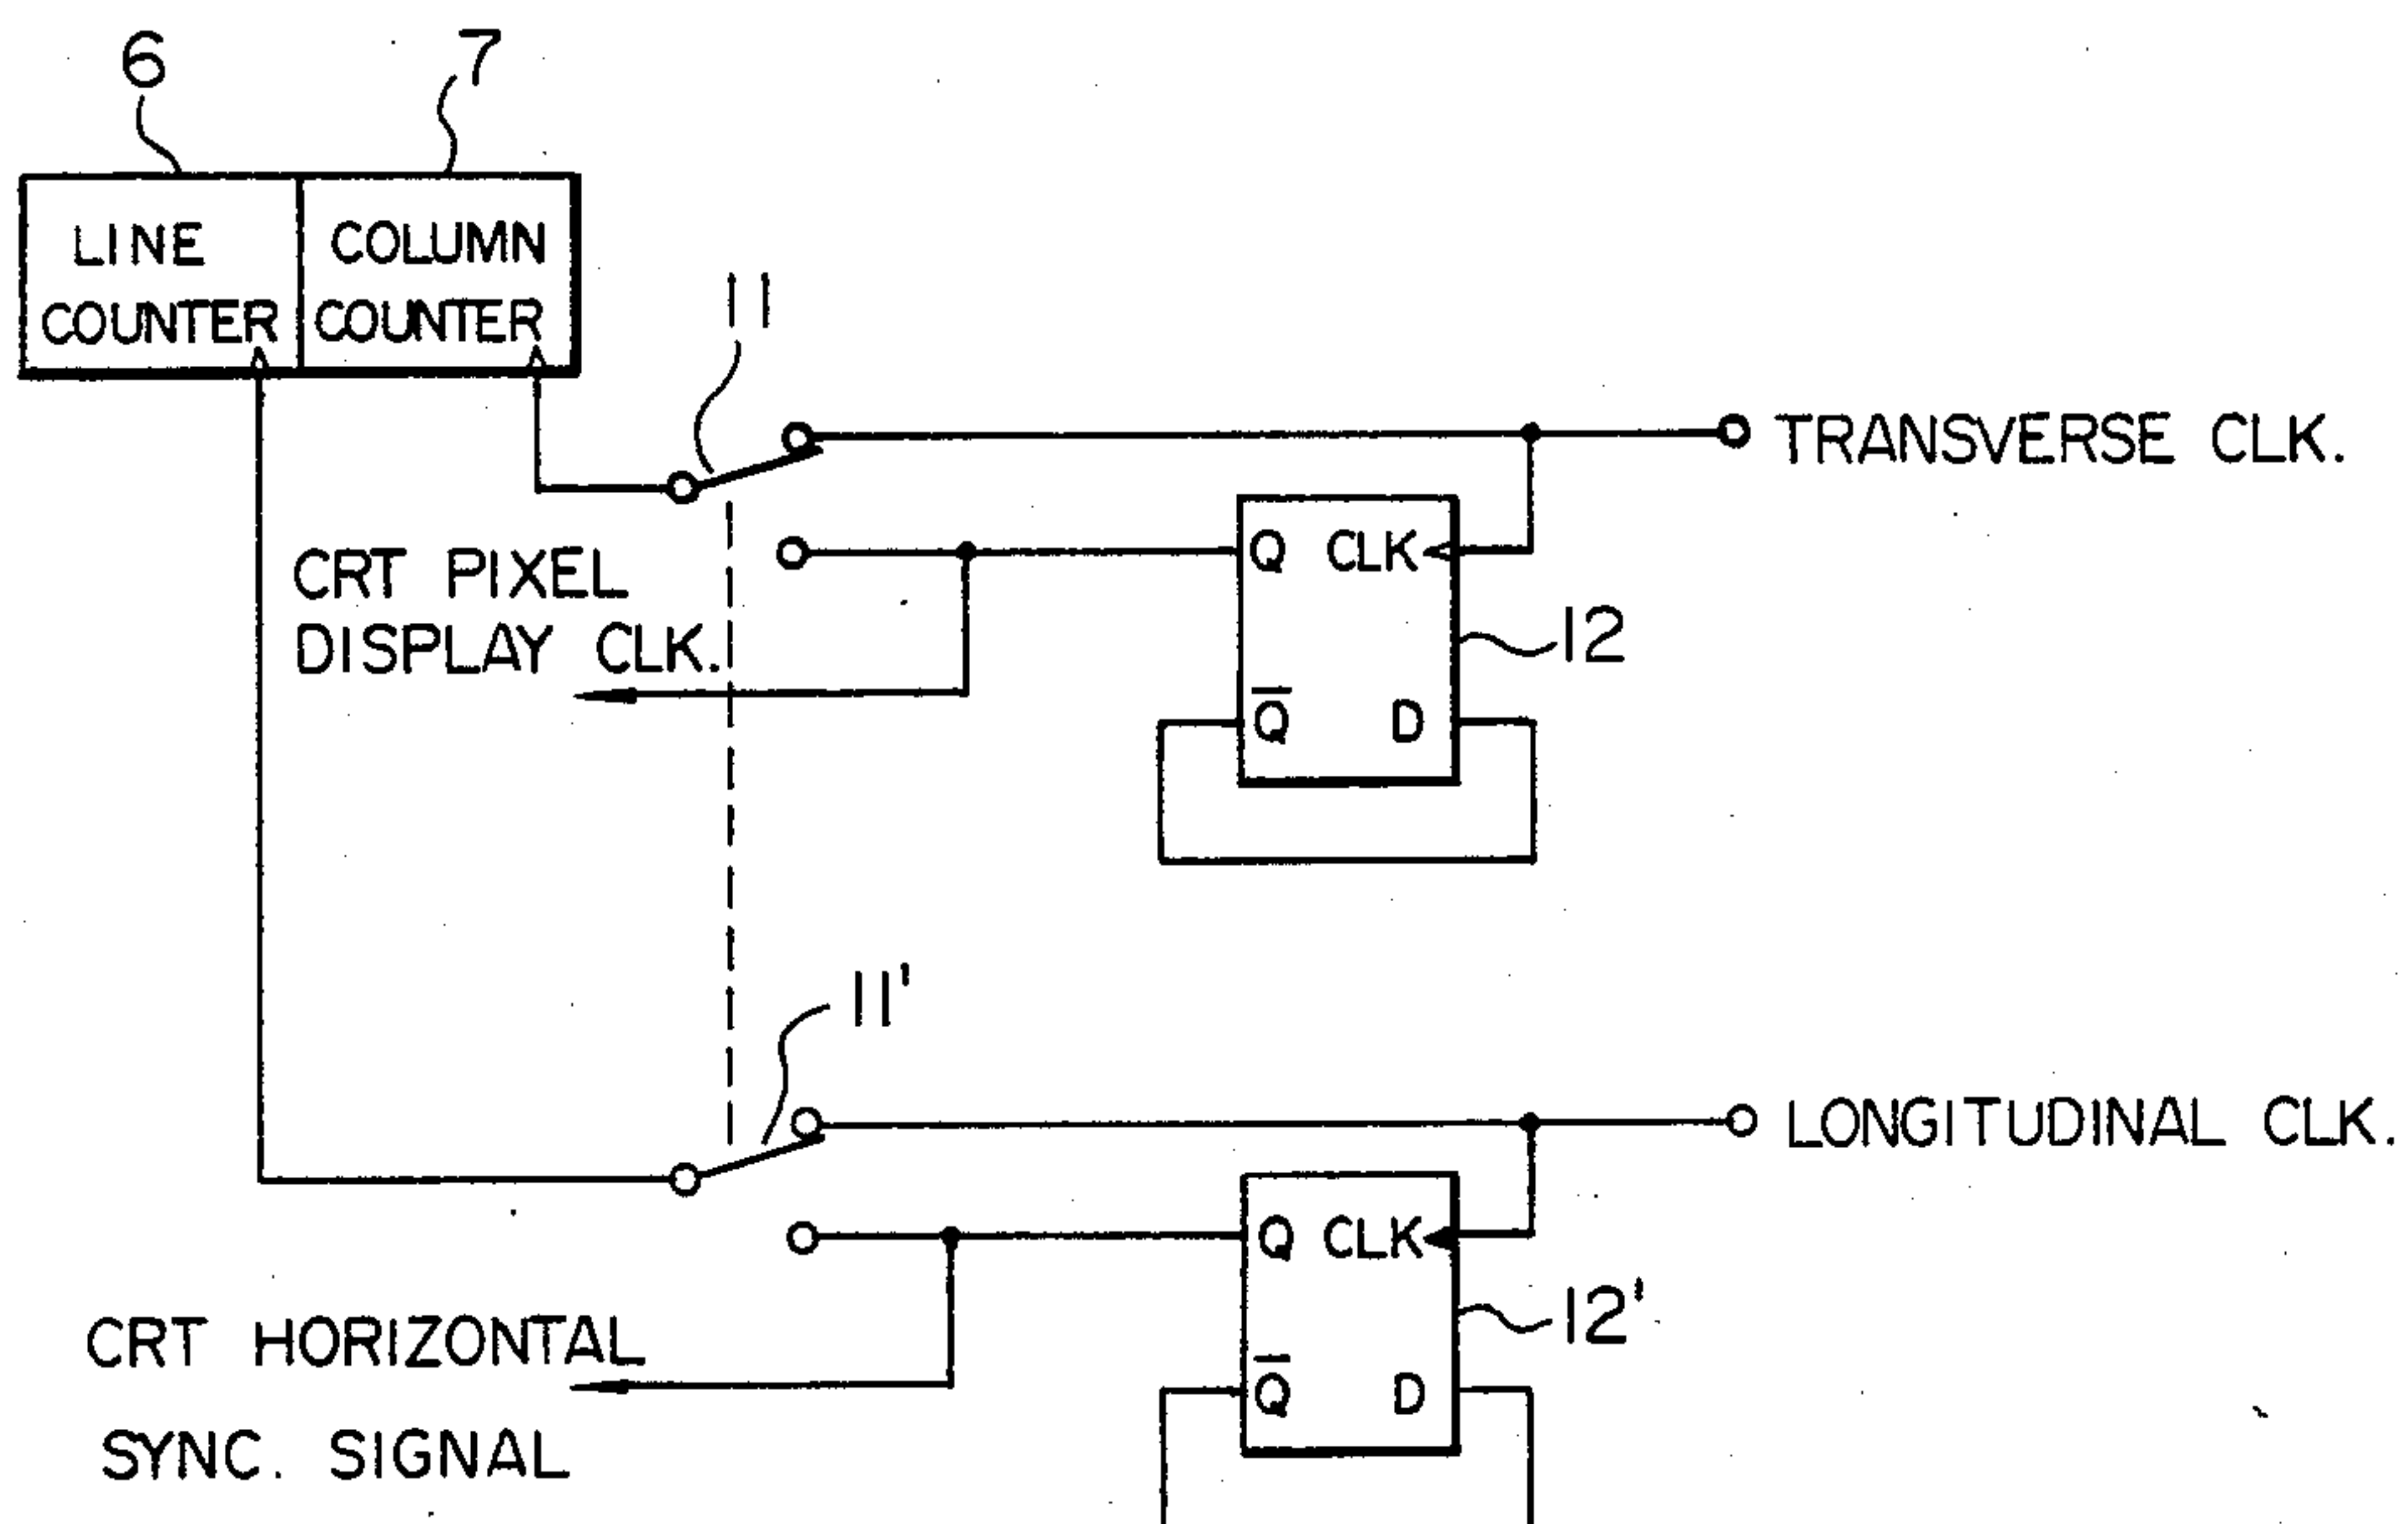 6
7
LINE
COUNTER
COLUMN
COUNTER
11
TRANSVERSE CLK.
Q CLK
CRT PIXEL
DISPLAY CLK.
12
Q̅ D
11'
LONGITUDINAL CLK.
Q CLK
12'
CRT HORIZONTAL
SYNC. SIGNAL
Q̅ D